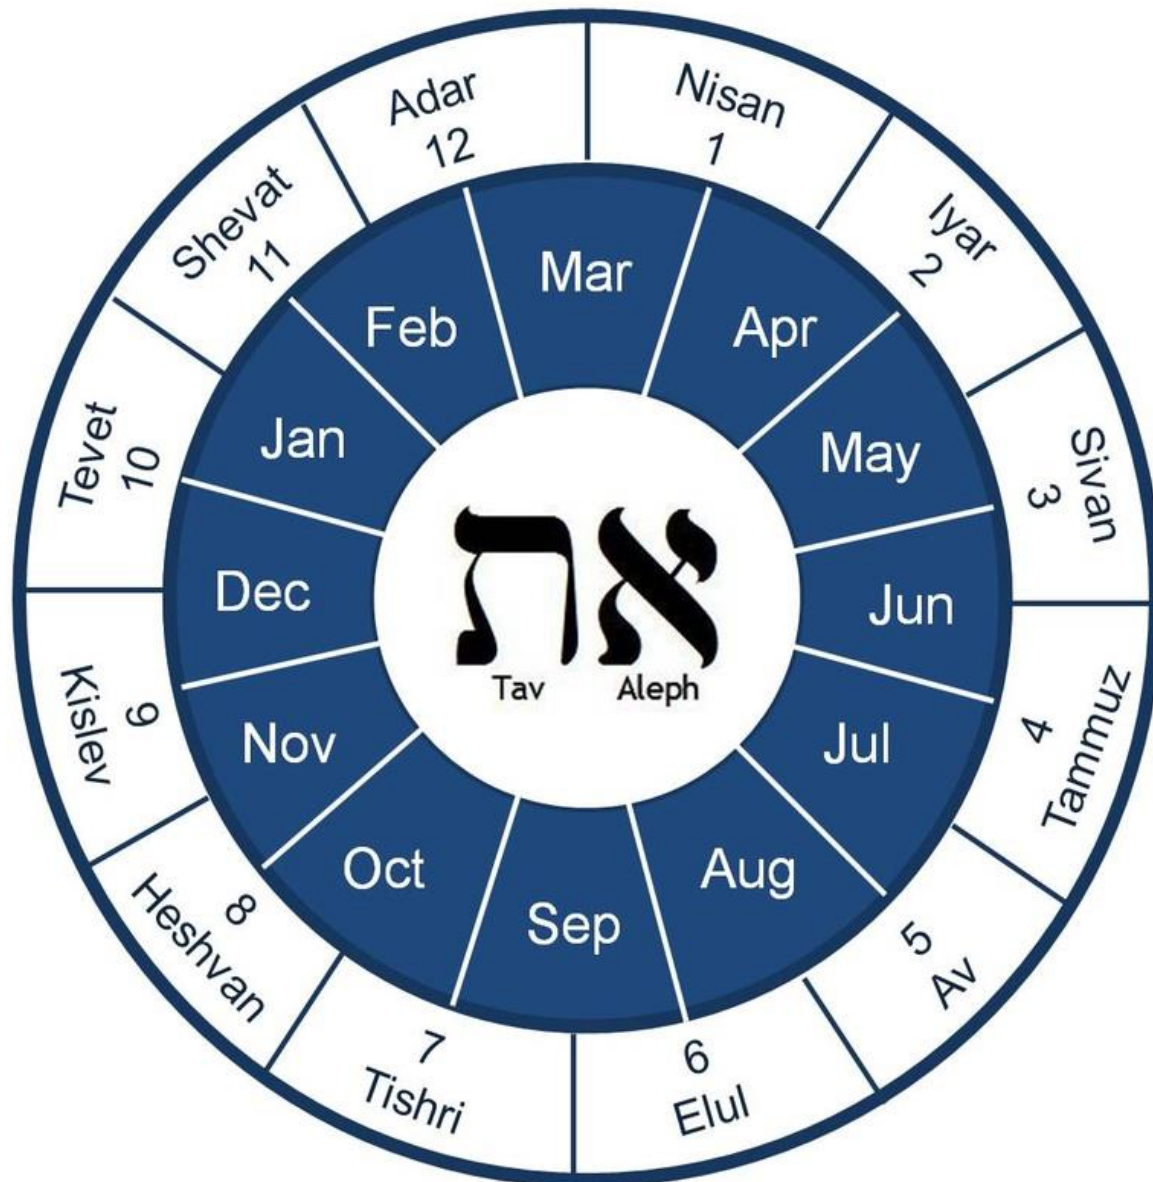 Nisan
1
Iyar
2
Sivan
3
4
Tammuz
5
Av
6
Elul
7
Tishri
8
Heshvan
9
Kislev
Tevet
10
Shevat
11
Adar
12
Mar
Apr
May
Jun
Jul
Aug
Sep
Oct
Nov
Dec
Jan
Feb
את
Tav Aleph